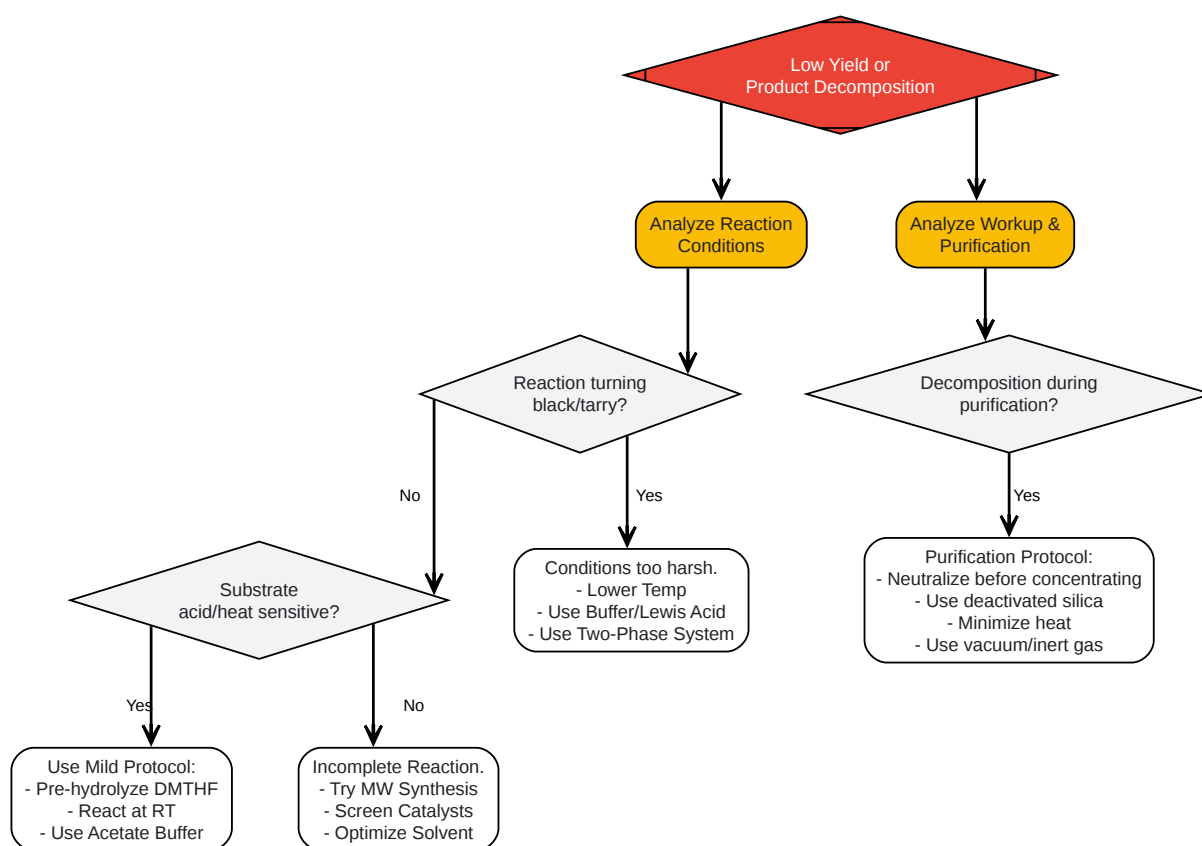 Low Yield or
Product Decomposition
Analyze Reaction
Conditions
Analyze Workup &
Purification
Reaction turning
black/tarry?
Decomposition during
purification?
No
Yes
Yes
Substrate
acid/heat sensitive?
Conditions too harsh.
- Lower Temp
- Use Buffer/Lewis Acid
- Use Two-Phase System
Purification Protocol:
- Neutralize before concentrating
- Use deactivated silica
- Minimize heat
- Use vacuum/inert gas
Yes
No
Use Mild Protocol:
- Pre-hydrolyze DMTHF
- React at RT
- Use Acetate Buffer
Incomplete Reaction.
- Try MW Synthesis
- Screen Catalysts
- Optimize Solvent